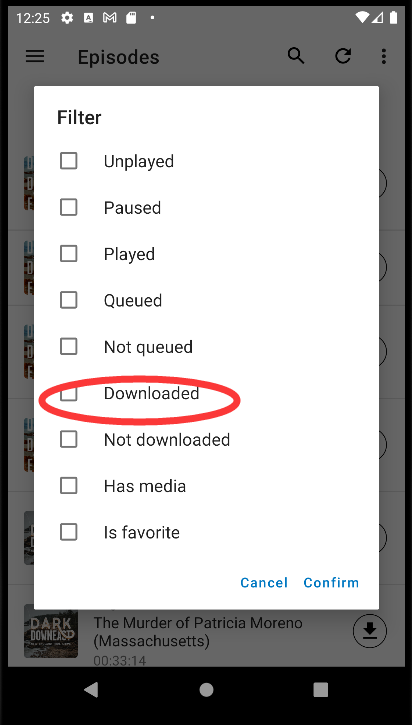 12:25
Episodes
Filter
Unplayed
Paused
Played
Queued
Not queued
Downloaded
Not downloaded
Has media
Is favorite
Cancel Confirm
DARK
DOWNEAST
The Murder of Patricia Moreno
(Massachusetts)
00:33:14